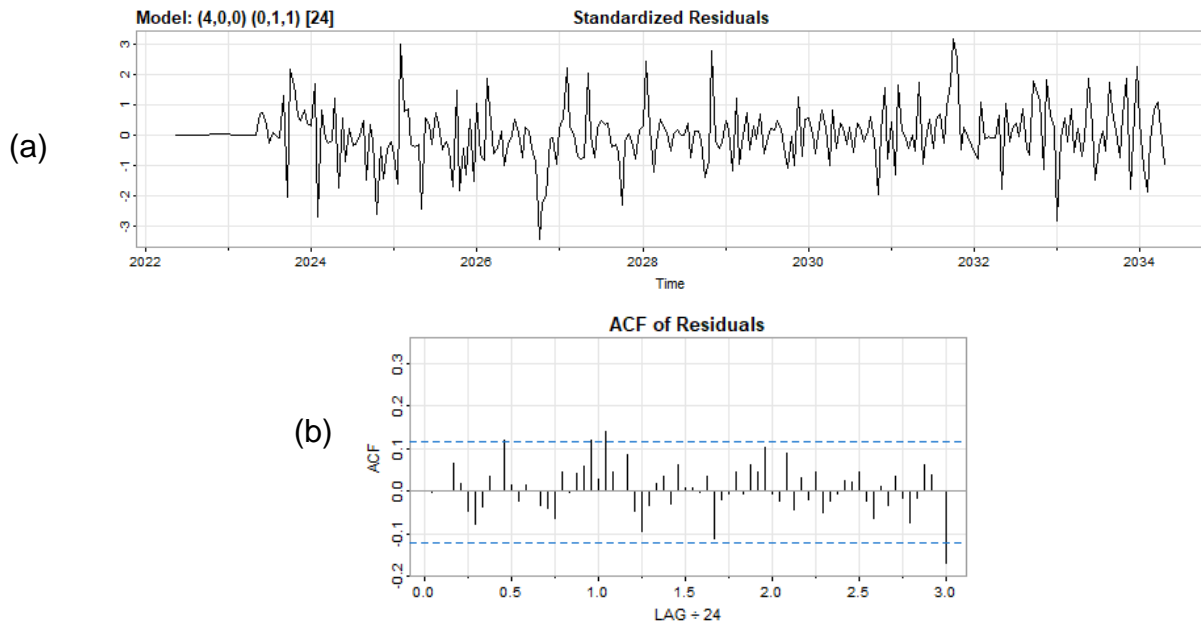 Model: (4,0,0) (0,1,1) [24] Standardized Residuals
(a)
3
2
1
0
-1
-2
-3
2022 2024 2026 2028 2030 2032 2034
Time
ACF of Residuals
(b)
ACF
0.3
0.2
0.1
0.0
-0.1
-0.2
0.0 0.5 1.0 1.5 2.0 2.5 3.0
LAG ÷ 24